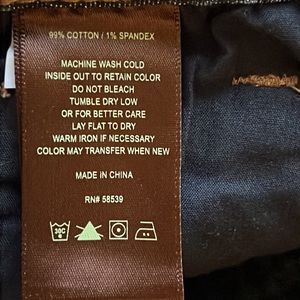 99% COTTON / 1% SPANDEX
MACHINE WASH COLD
INSIDE OUT TO RETAIN COLOR
DO NOT BLEACH
TUMBLE DRY LOW
OR FOR BETTER CARE
LAY FLAT TO DRY
WARM IRON IF NECESSARY
COLOR MAY TRANSFER WHEN NEW
MADE IN CHINA
RN# 58539
30C